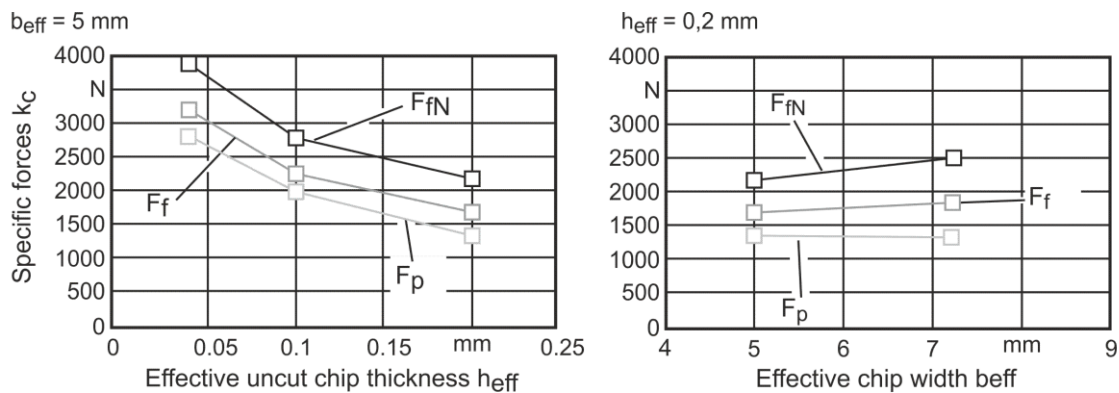 b_eff = 5 mm
4000
N
3000
2500
2000
1500
1000
500
0
Specific forces k_c
F_fN
F_f
F_p
0 0.05 0.1 0.15 mm 0.25
Effective uncut chip thickness h_eff
h_eff = 0,2 mm
4000
N
3000
2500
2000
1500
1000
500
0
F_fN
F_f
F_p
4 5 6 7 mm 9
Effective chip width beff